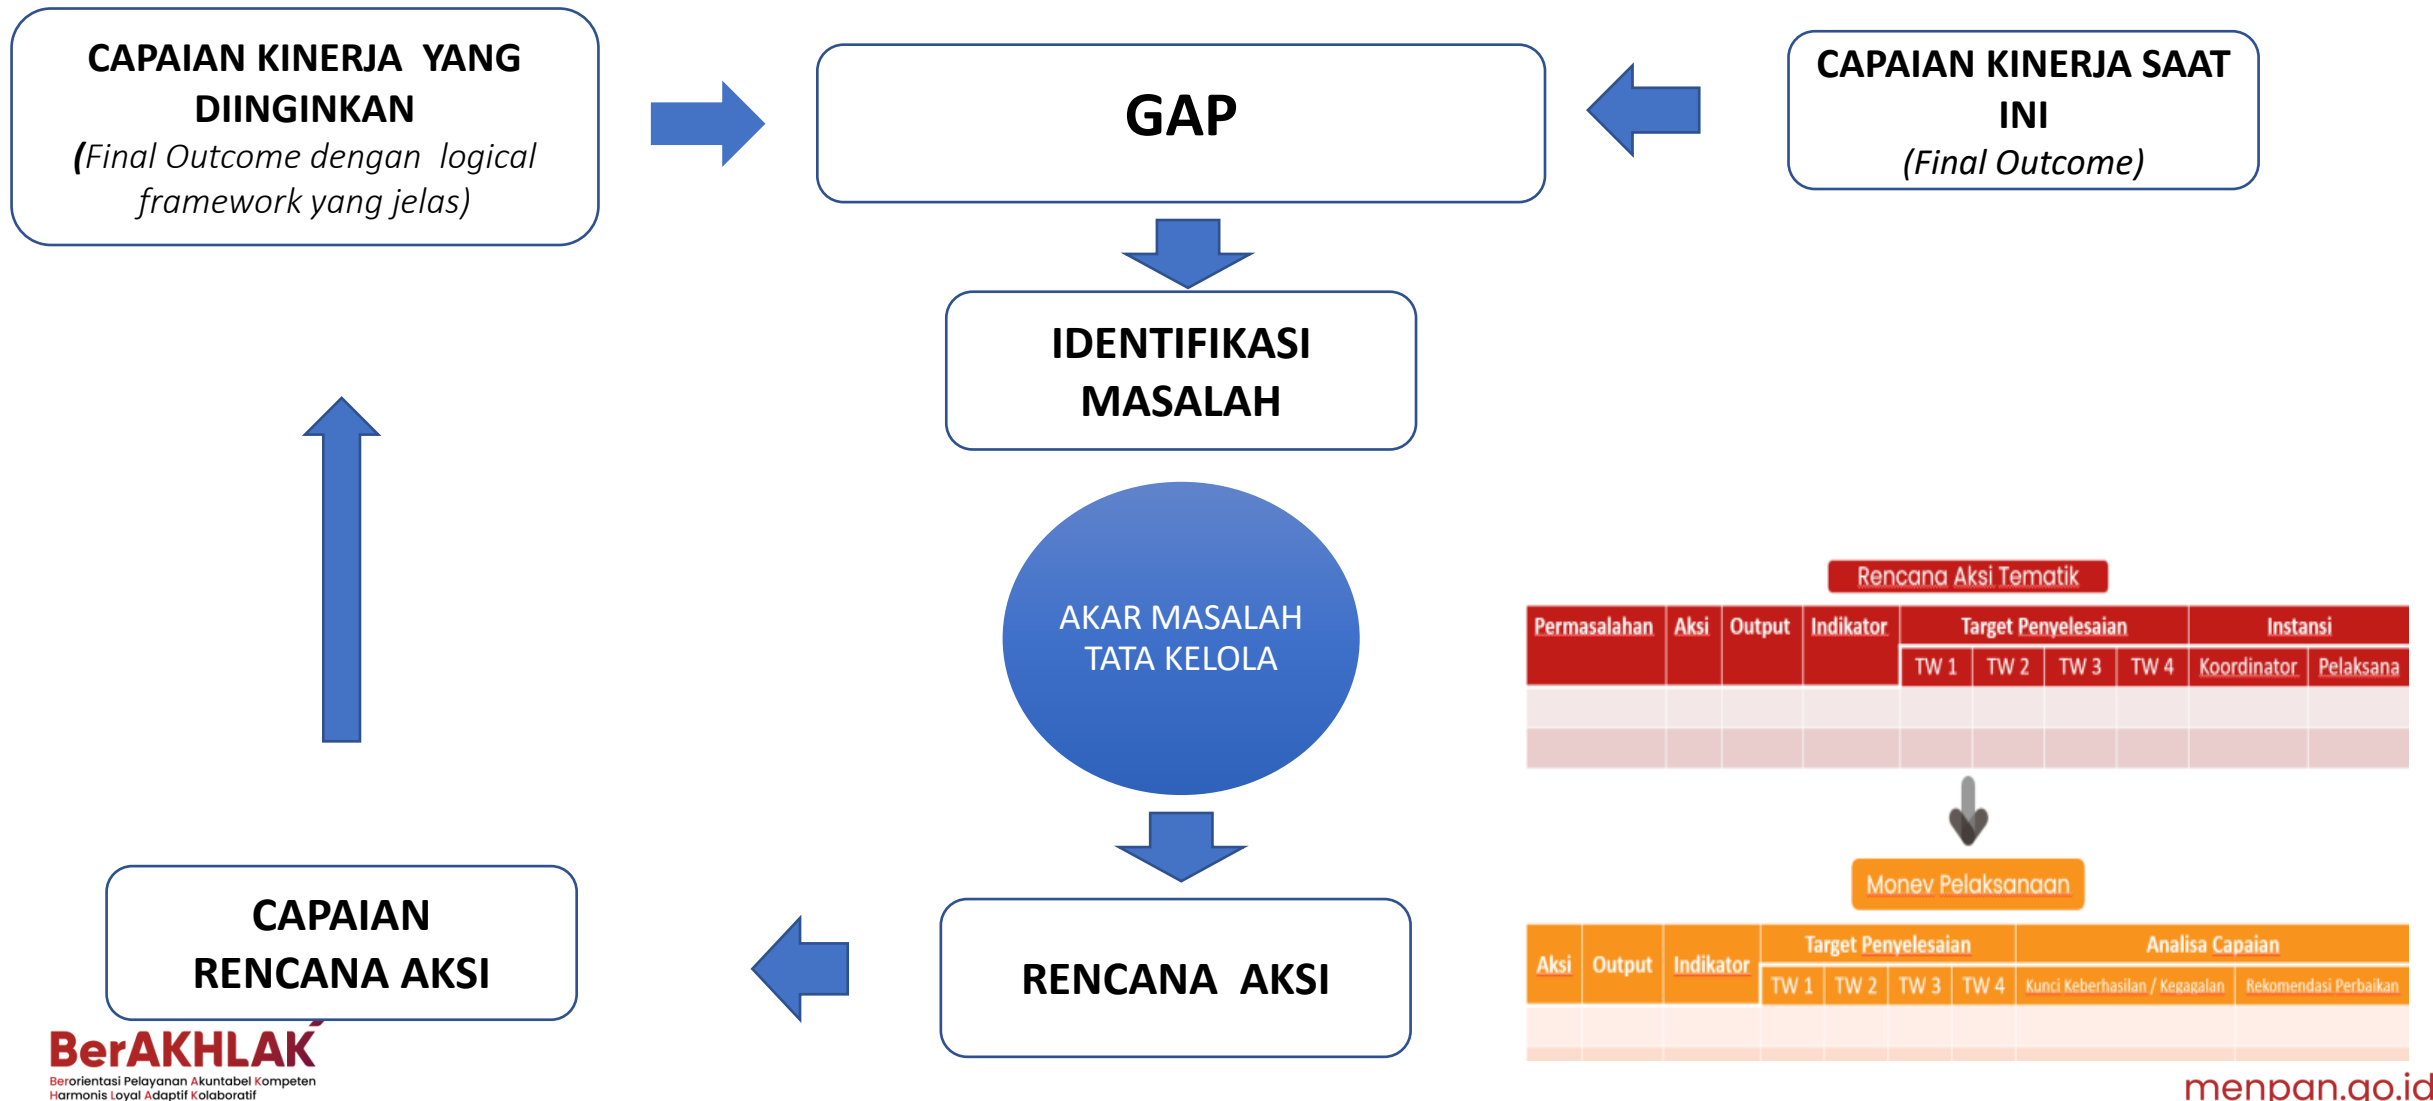 CAPAIAN KINERJA YANG
DIINGINKAN
(Final Outcome dengan logical
framework yang jelas)
GAP
CAPAIAN KINERJA SAAT
INI
(Final Outcome)
IDENTIFIKASI
MASALAH
AKAR MASALAH
TATA KELOLA
RENCANA AKSI
CAPAIAN
RENCANA AKSI
Rencana Aksi Tematik
Permasalahan Aksi Output Indikator Target Penyelesaian Instansi
TW 1 TW 2 TW 3 TW 4 Koordinator Pelaksana
Monev Pelaksanaan
Aksi Output Indikator Target Penyelesaian Analisa Capaian
TW 1 TW 2 TW 3 TW 4 Kunci Keberhasilan / Kegagalan Rekomendasi Perbaikan
BerAKHLAK
Berorientasi Pelayanan Akuntabel Kompeten
Harmonis Loyal Adaptif Kolaboratif
menpan.go.id